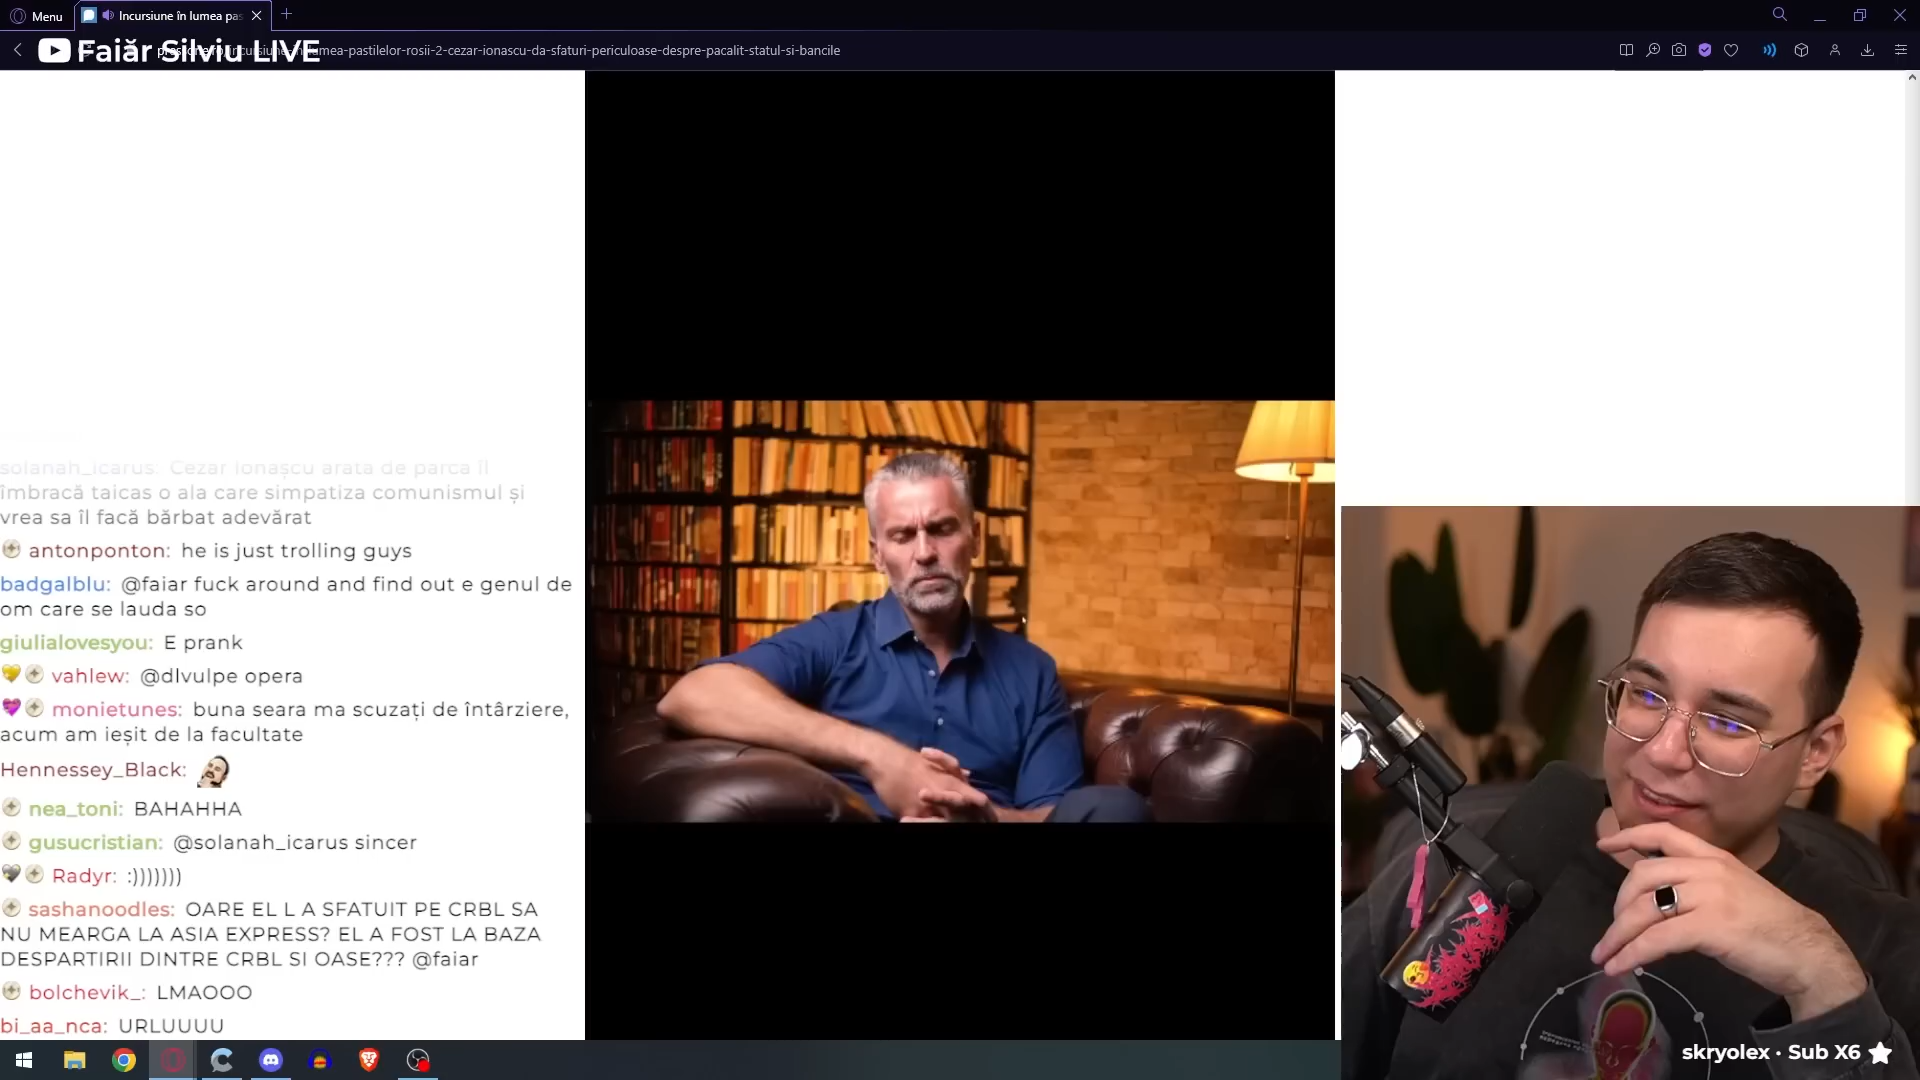 Menu
Incursiune în lumea pas
Faiăr Silviu LIVE
lumea-pastilelor-rosii-2-cezar-ionascu-da-sfaturi-periculoase-despre-pacalit-statul-si-bancile
solanah_icarus: Cezar Ionașcu arata de parca îl
îmbracă taicas o ala care simpatiza comunismul și
vrea sa îl facă bărbat adevărat
antonponton: he is just trolling guys
badgalblu: @faiar fuck around and find out e genul de
om care se lauda so
giulialovesyou: E prank
vahlew: @dlvulpe opera
monietunes: buna seara ma scuzați de întârziere,
acum am ieșit de la facultate
Hennessey_Black:
nea_toni: BAHAHHA
gusucristian: @solanah_icarus sincer
Radyr: :)))))))
sashanoodles: OARE EL L A SFATUIT PE CRBL SA
NU MEARGA LA ASIA EXPRESS? EL A FOST LA BAZA
DESPARTIRII DINTRE CRBL SI OASE??? @faiar
bolchevik_: LMAOOO
bi_aa_nca: URLUUUU
skryolex · Sub X6